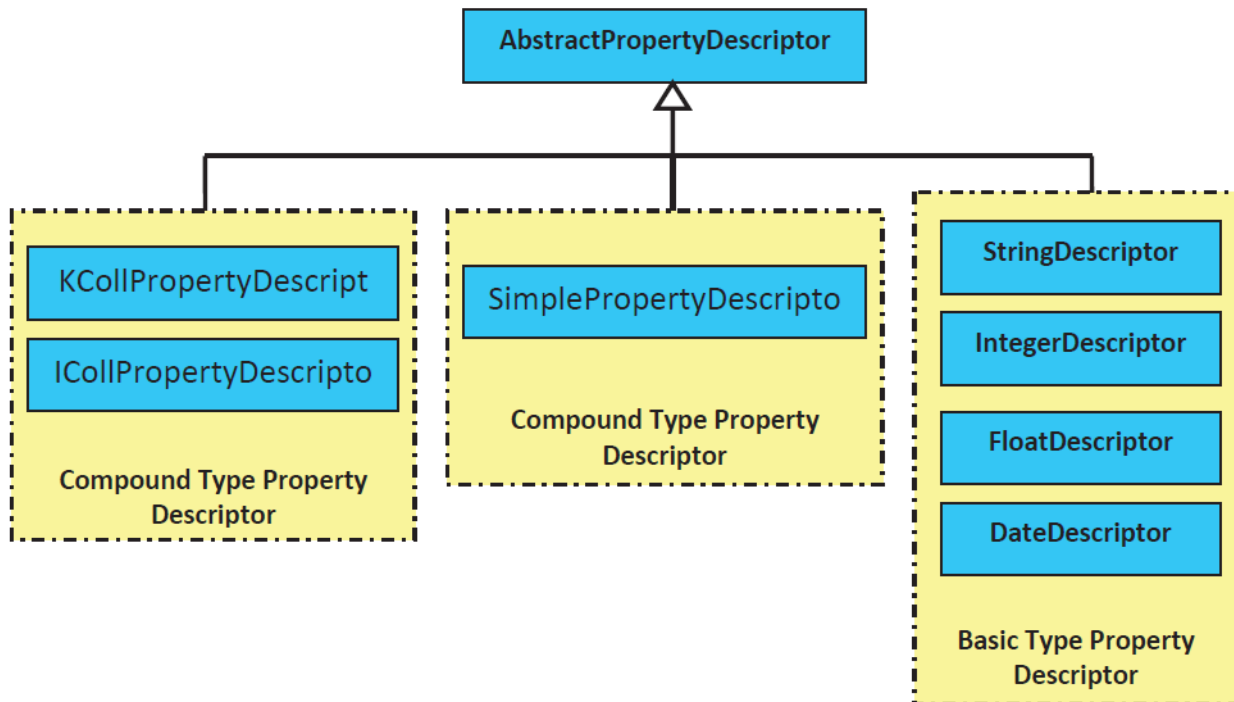 AbstractPropertyDescriptor
KCollPropertyDescript
ICollPropertyDescripto
Compound Type Property
Descriptor
SimplePropertyDescripto
Compound Type Property
Descriptor
StringDescriptor
IntegerDescriptor
FloatDescriptor
DateDescriptor
Basic Type Property
Descriptor